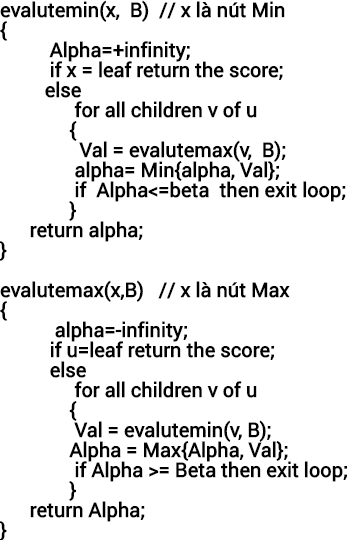 evalutemin(x,  B)  // x là nút Min
{
Alpha=+infinity;
if x = leaf return the score;
else
for all children v of u
{
Val = evalutemax(v,  B);
alpha= Min{alpha, Val};
if  Alpha<=beta  then exit loop;
}
return alpha;
}
evalutemax(x,B)   // x là nút Max
{
alpha=-infinity;
if u=leaf return the score;
else
for all children v of u
{
Val = evalutemin(v, B);
Alpha = Max{Alpha, Val};
if Alpha >= Beta then exit loop;
}
return Alpha;
}